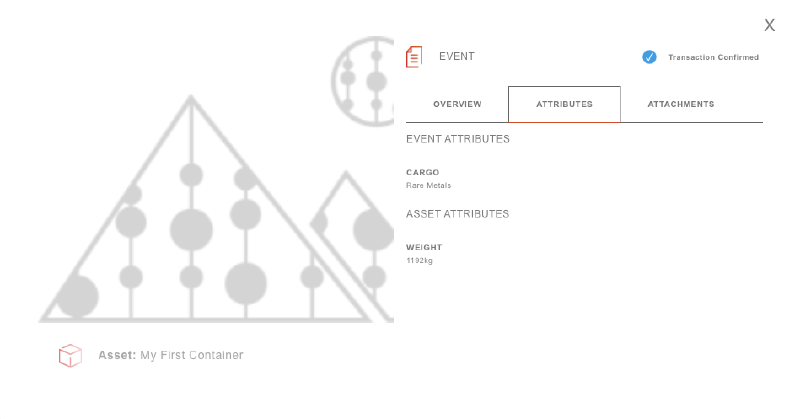 X
EVENT
Transaction Confirmed
OVERVIEW
ATTRIBUTES
ATTACHMENTS
EVENT ATTRIBUTES
CARGO
Rare Metals
ASSET ATTRIBUTES
WEIGHT
1192kg
Asset: My First Container